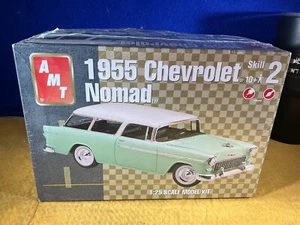 AMT
1955 Chevrolet
Nomad
Skill
2
10+
1:25 SCALE MODEL KIT